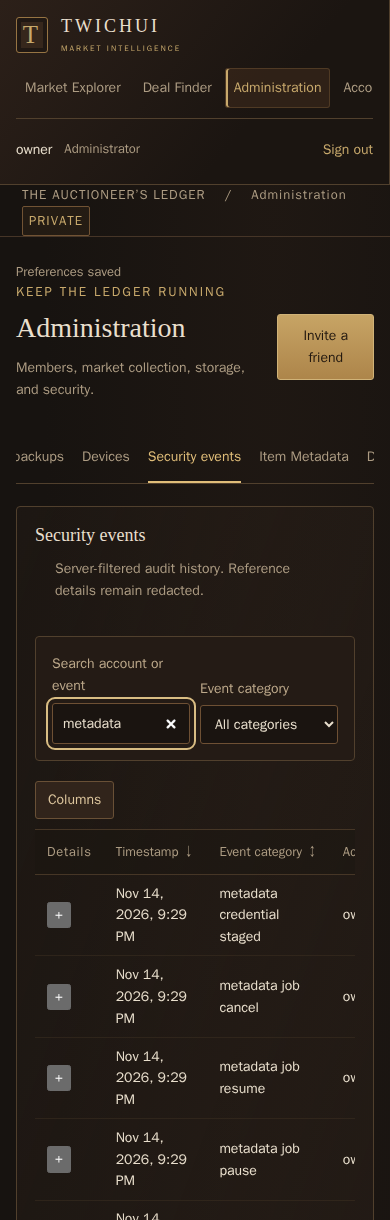 T
TWICHUI
MARKET INTELLIGENCE
Market Explorer Deal Finder Administration Acco
owner Administrator Sign out
THE AUCTIONEER'S LEDGER / Administration
PRIVATE
Preferences saved
KEEP THE LEDGER RUNNING
Administration
Invite a
friend
Members, market collection, storage,
and security.
backups Devices Security events Item Metadata D
Security events
Server-filtered audit history. Reference
details remain redacted.
Search account or
event
Event category
metadata × All categories
Columns
Details Timestamp ↓ Event category ↕ Ac
+ Nov 14,
2026, 9:29
PM
metadata
credential
staged
ow
+ Nov 14,
2026, 9:29
PM
metadata job
cancel
ow
+ Nov 14,
2026, 9:29
PM
metadata job
resume
ow
+ Nov 14,
2026, 9:29
PM
metadata job
pause
ow
Nov 14,